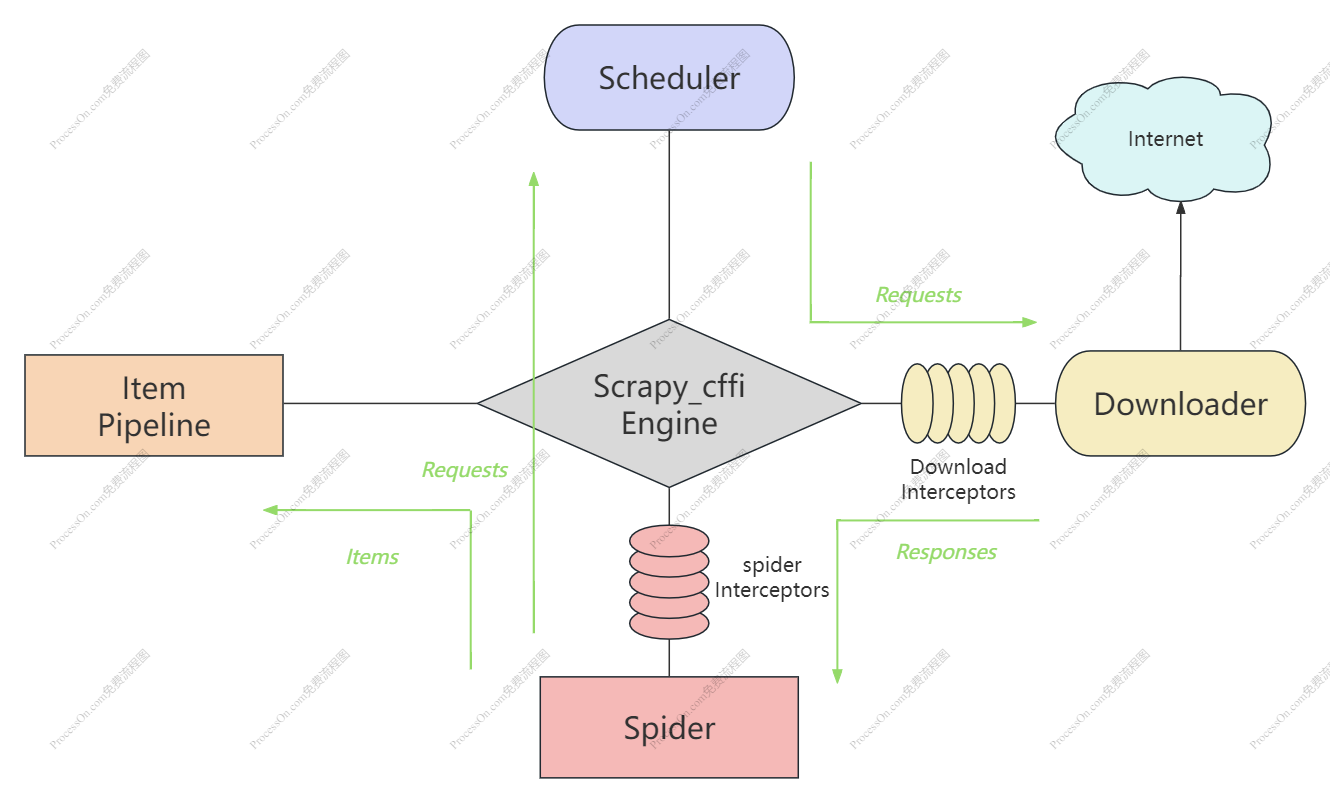 Scheduler
Internet
Requests
Scrapy_cffi
Engine
Item
Pipeline
Downloader
Requests
Download
Interceptors
Items
Responses
spider
Interceptors
Spider
ProcessOn.com免费流程图